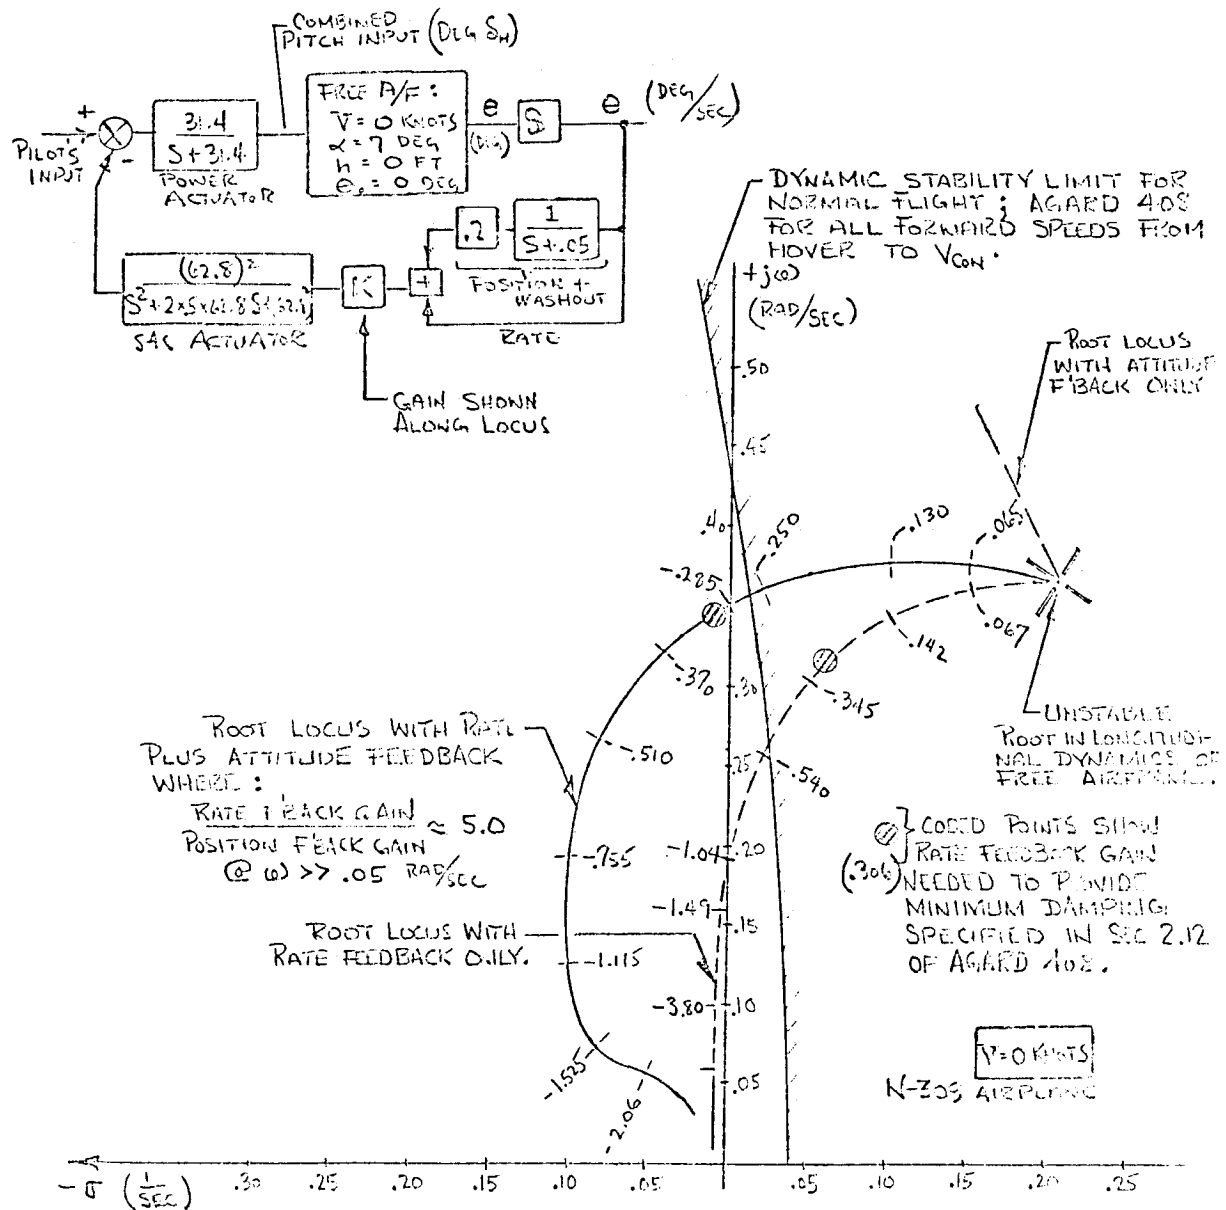 COMBINED
PITCH INPUT (DEG δH)
+
PILOT'S
INPUT
-
31.4
S+31.4
POWER
ACTUATOR
FREE A/F :
V = 0 KNOTS
α = 7 DEG
h = 0 FT
Θo = 0 DEG
Θ
(DEG)
S
Θ
(DEG/SEC)
.2
1
S+.05
POSITION +
WASHOUT
+
RATE
K
(62.8)²
S²+2×.5×62.8S+
SAS ACTUATOR
GAIN SHOWN
ALONG LOCUS
DYNAMIC STABILITY LIMIT FOR
NORMAL FLIGHT ; AGARD 408
FOR ALL FORWARD SPEEDS FROM
HOVER TO VCON.
+jω
(RAD/SEC)
ROOT LOCUS
WITH ATTITUDE
F'BACK ONLY
.50
.45
.40
.250
.130
.065
.285
.067
.142
.370
.30
.345
UNSTABLE
ROOT IN LONGITUDI-
NAL DYNAMICS OF
FREE AIRPLANE.
ROOT LOCUS WITH RATE
PLUS ATTITUDE FEEDBACK
WHERE :
RATE F'BACK GAIN
POSITION F'BACK GAIN
≈ 5.0
@ ω >> .05 RAD/SEC
.510
.25
.540
.755
1.04
.20
(.306)
CODED POINTS SHOW
RATE FEEDBACK GAIN
NEEDED TO PROVIDE
MINIMUM DAMPING
SPECIFIED IN SEC 2.12
OF AGARD 408.
1.49
.15
ROOT LOCUS WITH
RATE FEEDBACK ONLY.
1.115
3.80
.10
1.525
2.06
.05
V=0 KNOTS
AIRPLANE
-σ (1/SEC)
.30
.25
.20
.15
.10
.05
.05
.10
.15
.20
.25